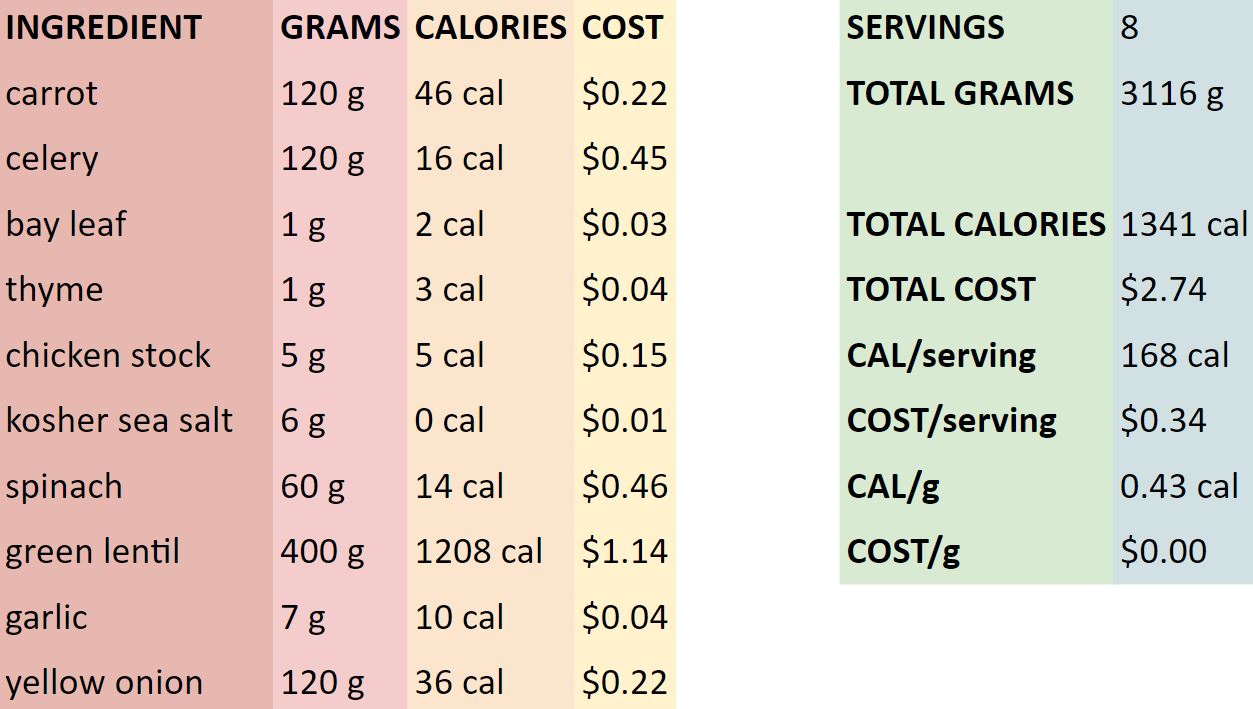 INGREDIENT GRAMS CALORIES COST SERVINGS 8
carrot 120 g 46 cal $0.22 TOTAL GRAMS 3116 g
celery 120 g 16 cal $0.45
bay leaf 1 g 2 cal $0.03 TOTAL CALORIES 1341 cal
thyme 1 g 3 cal $0.04 TOTAL COST $2.74
chicken stock 5 g 5 cal $0.15 CAL/serving 168 cal
kosher sea salt 6 g 0 cal $0.01 COST/serving $0.34
spinach 60 g 14 cal $0.46 CAL/g 0.43 cal
green lentil 400 g 1208 cal $1.14 COST/g $0.00
garlic 7 g 10 cal $0.04
yellow onion 120 g 36 cal $0.22